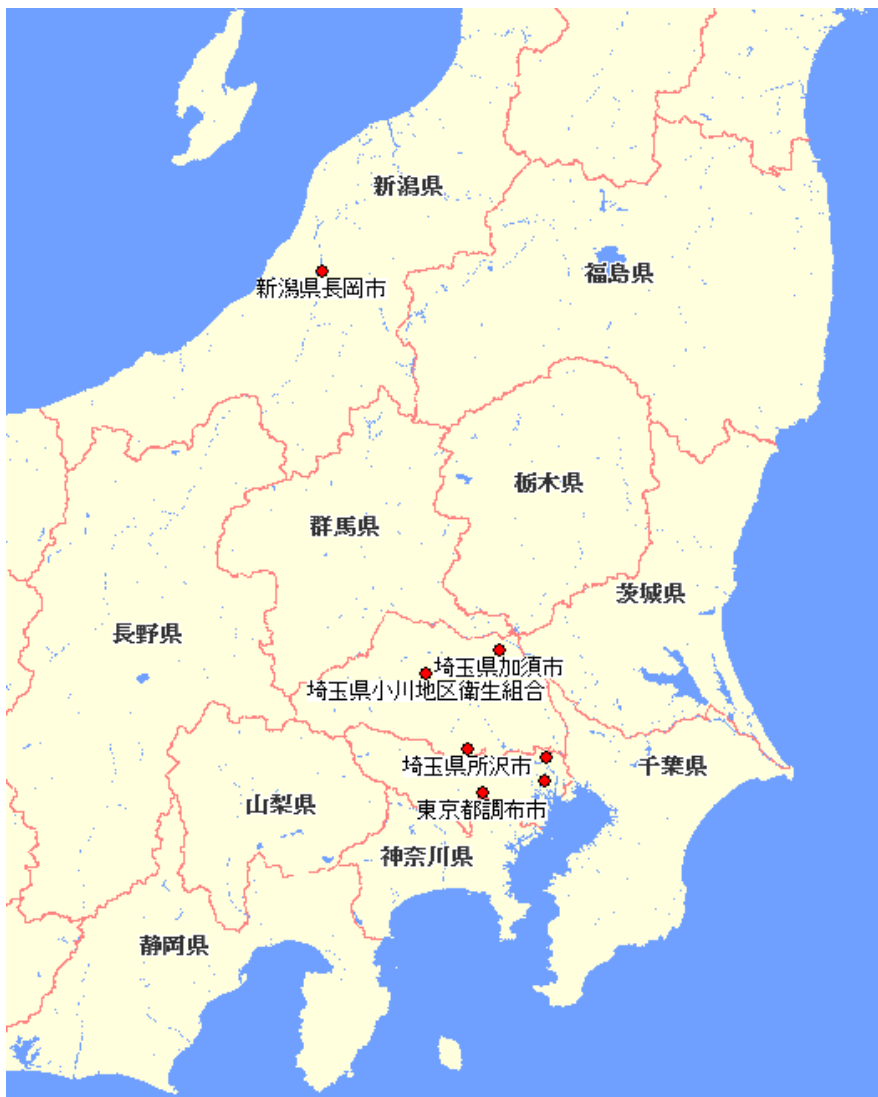 新潟県
福島県
新潟県長岡市
栃木県
群馬県
茨城県
長野県
埼玉県加須市
埼玉県小川地区衛生組合
埼玉県所沢市
千葉県
山梨県
東京都調布市
神奈川県
静岡県